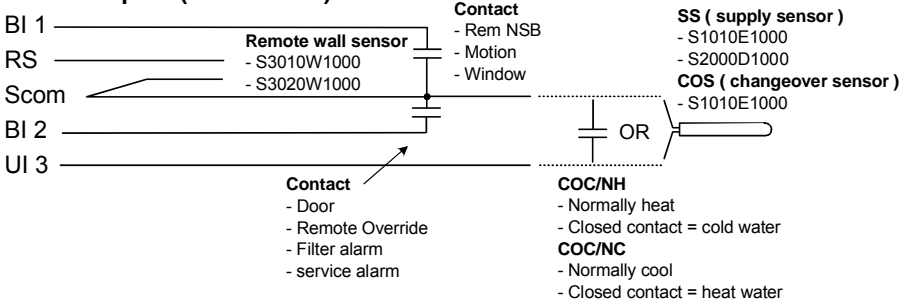 BI 1
RS
Scom
BI 2
UI 3
Remote wall sensor
- S3010W1000
- S3020W1000
Contact
- Rem NSB
- Motion
- Window
SS ( supply sensor )
- S1010E1000
- S2000D1000
COS ( changeover sensor )
- S1010E1000
OR
Contact
- Door
- Remote Override
- Filter alarm
- service alarm
COC/NH
- Normally heat
- Closed contact = cold water
COC/NC
- Normally cool
- Closed contact = heat water